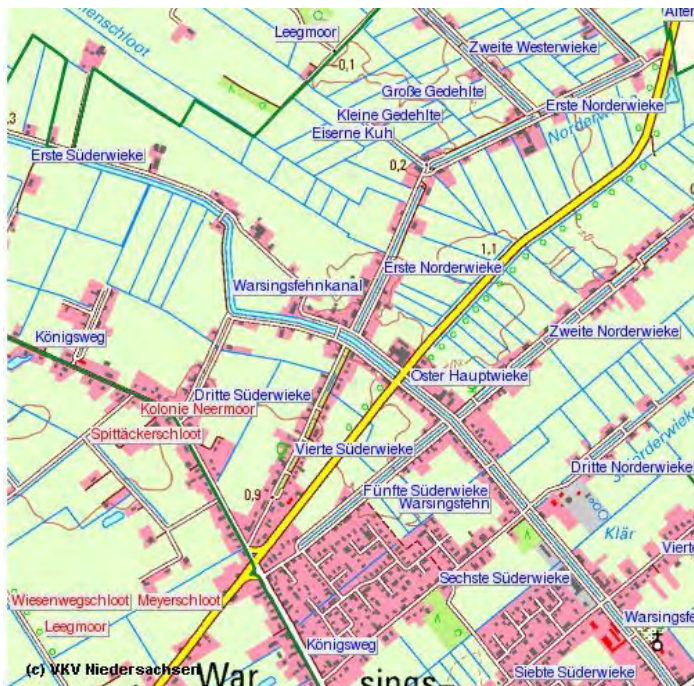 Leegmoor
0,1
Zweite Westerwieke
Große Gedehlte
Kleine Gedehlte
Erste Norderwieke
Eiserne Kuh
Erste Süderwieke
0,2
1,1
Erste Norderwieke
Warsingsfehnkanal
Königsweg
Zweite Norderwieke
Oster Hauptwieke
Dritte Süderwieke
Kolonie Neermoor
Spittäckerschloot
Vierte Süderwieke
Dritte Norderwieke
0,9
Fünfte Süderwieke
Warsingsfehn
Klär
Sechste Süderwieke
Wiesenwegschloot
Meyerschloot
Leegmoor
Königsweg
Siebte Süderwieke
(c) VKV Niedersachsen
War
sings-